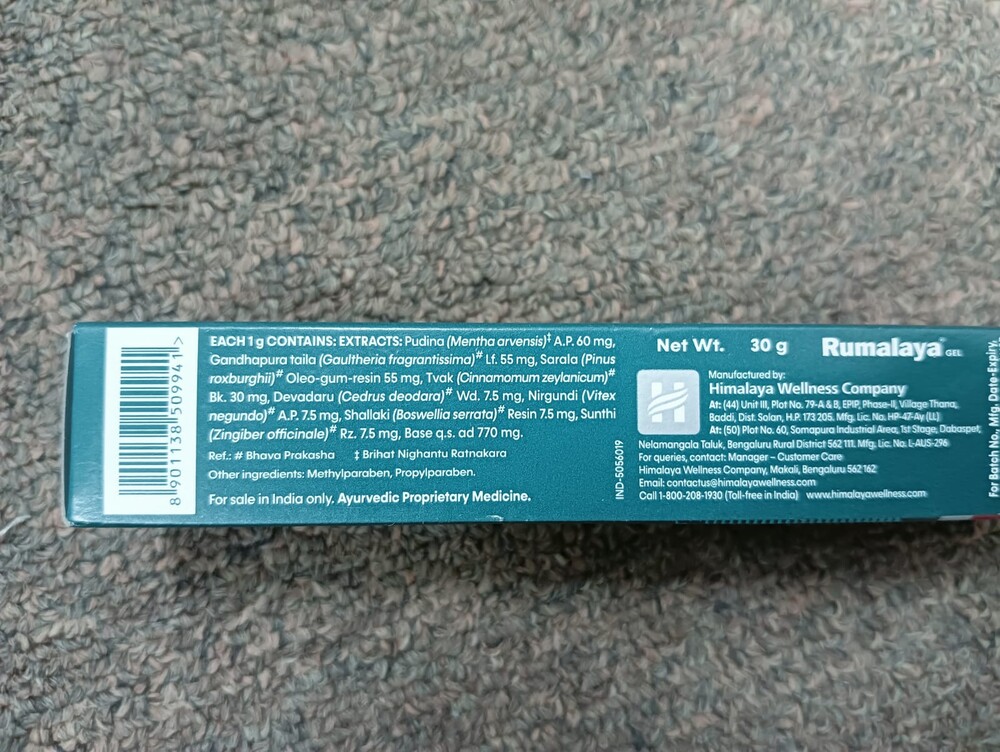 EACH 1 g CONTAINS: EXTRACTS: Pudina (Mentha arvensis)‡ A.P. 60 mg,
Gandhapura taila (Gaultheria fragrantissima)# Lf. 55 mg, Sarala (Pinus
roxburghii)# Oleo-gum-resin 55 mg, Tvak (Cinnamomum zeylanicum)#
Bk. 30 mg, Devadaru (Cedrus deodara)# Wd. 7.5 mg, Nirgundi (Vitex
negundo)# A.P. 7.5 mg, Shallaki (Boswellia serrata)# Resin 7.5 mg, Sunthi
(Zingiber officinale)# Rz. 7.5 mg, Base q.s. ad 770 mg.
Ref.: # Bhava Prakasha ‡ Brihat Nighantu Ratnakara
Other ingredients: Methylparaben, Propylparaben.
For sale in India only. Ayurvedic Proprietary Medicine.
8 901138 509941 >
IND-5056019
Net Wt. 30 g Rumalaya GEL
Manufactured by:
Himalaya Wellness Company
At: (44) Unit III, Plot No. 79-A & B, EPIP, Phase-II, Village Thana,
Baddi, Dist. Solan, H.P. 173 205. Mfg. Lic. No. HP-47-Ay (LL)
At: (50) Plot No. 60, Somapura Industrial Area, 1st Stage, Dabaspet,
Nelamangala Taluk, Bengaluru Rural District 562 111. Mfg. Lic. No. L-AUS-296
For queries, contact: Manager – Customer Care
Himalaya Wellness Company, Makali, Bengaluru 562 162
Email: contactus@himalayawellness.com
Call 1-800-208-1930 (Toll-free in India) www.himalayawellness.com
For Batch No., Mfg. Date, Expiry